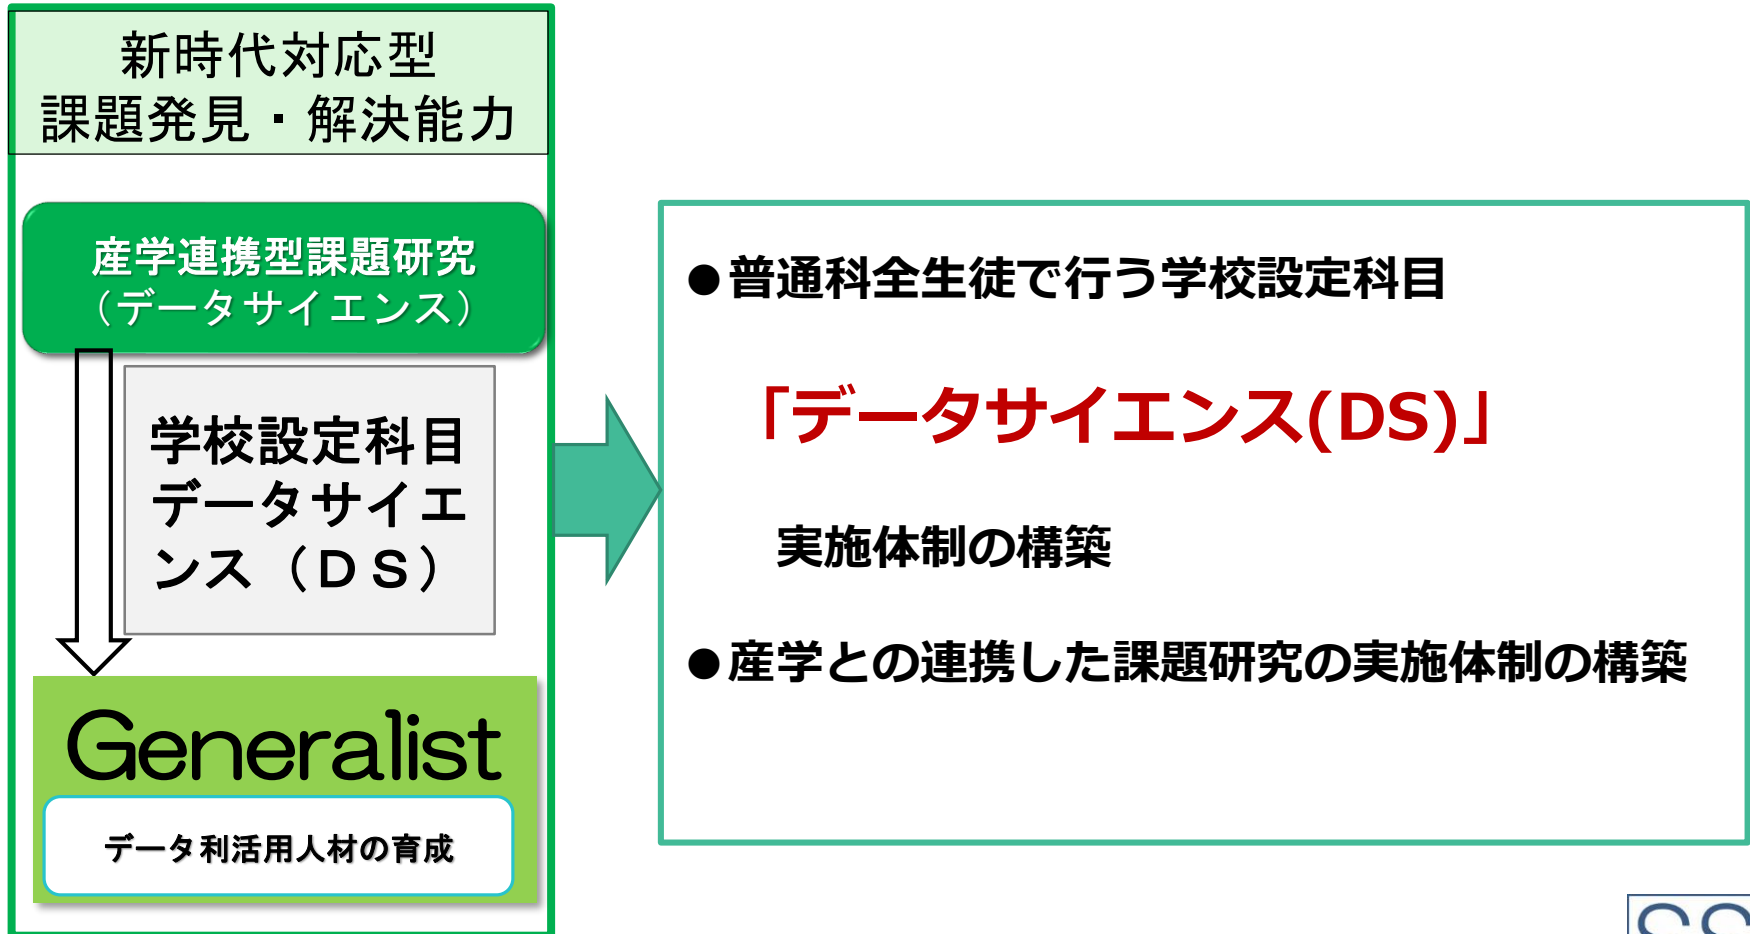 新時代対応型
課題発見・解決能力
産学連携型課題研究
（データサイエンス）
学校設定科目
データサイエ
ンス（ＤＳ）
Generalist
データ利活用人材の育成
●普通科全生徒で行う学校設定科目
「データサイエンス(DS)」
実施体制の構築
●産学との連携した課題研究の実施体制の構築